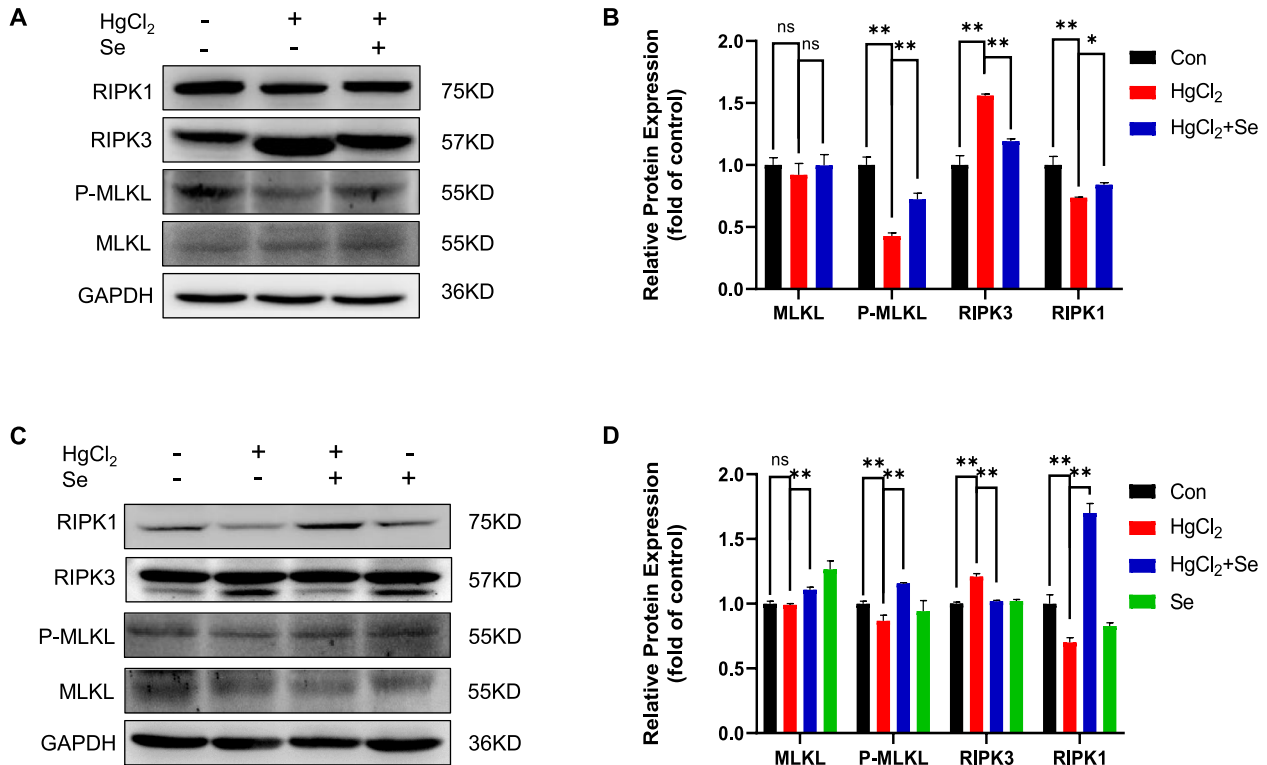 A
HgCl2 - + +
Se - - +
RIPK1 75KD
RIPK3 57KD
P-MLKL 55KD
MLKL 55KD
GAPDH 36KD
B
Relative Protein Expression
(fold of control)
2.0
1.5
1.0
0.5
0.0
ns ns ** ** ** ** ** *
MLKL P-MLKL RIPK3 RIPK1
Con
HgCl2
HgCl2+Se
C
HgCl2 - + + -
Se - - + +
RIPK1 75KD
RIPK3 57KD
P-MLKL 55KD
MLKL 55KD
GAPDH 36KD
D
Relative Protein Expression
(fold of control)
2.0
1.5
1.0
0.5
0.0
ns ** ** ** ** ** ** **
MLKL P-MLKL RIPK3 RIPK1
Con
HgCl2
HgCl2+Se
Se